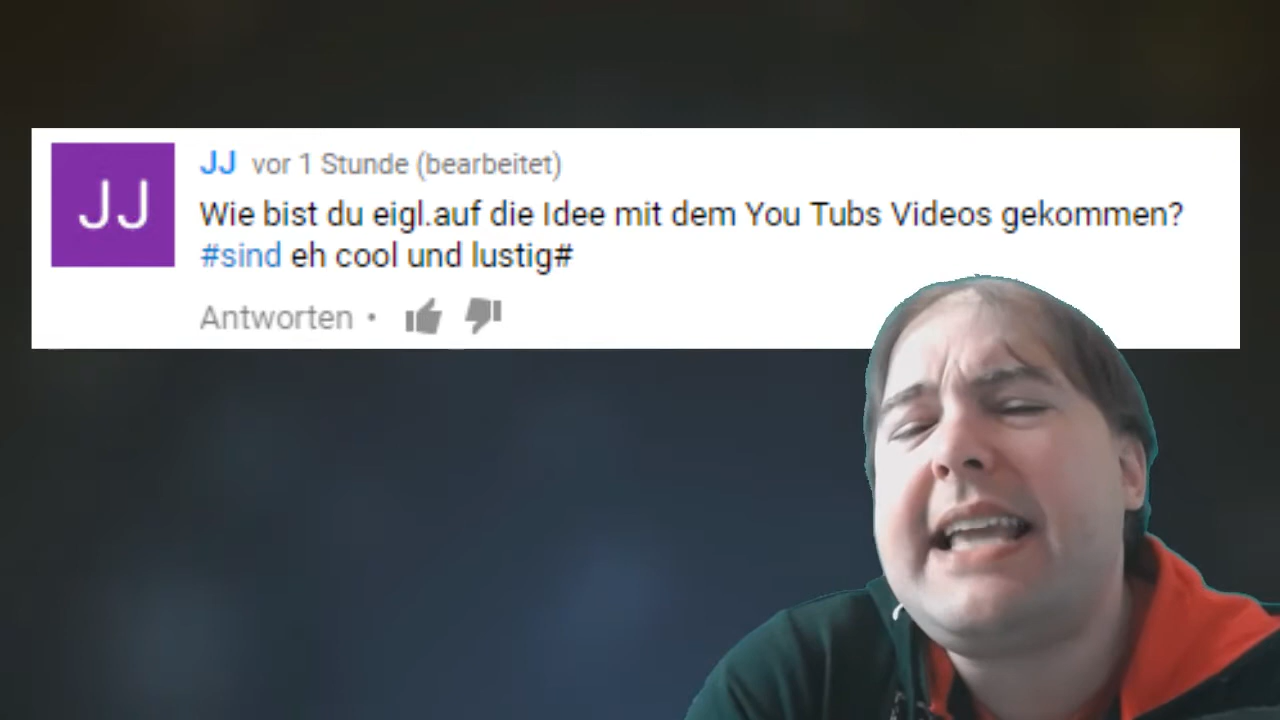 JJ
JJ vor 1 Stunde (bearbeitet)
Wie bist du eigl.auf die Idee mit dem You Tubs Videos gekommen?
#sind eh cool und lustig#
Antworten •